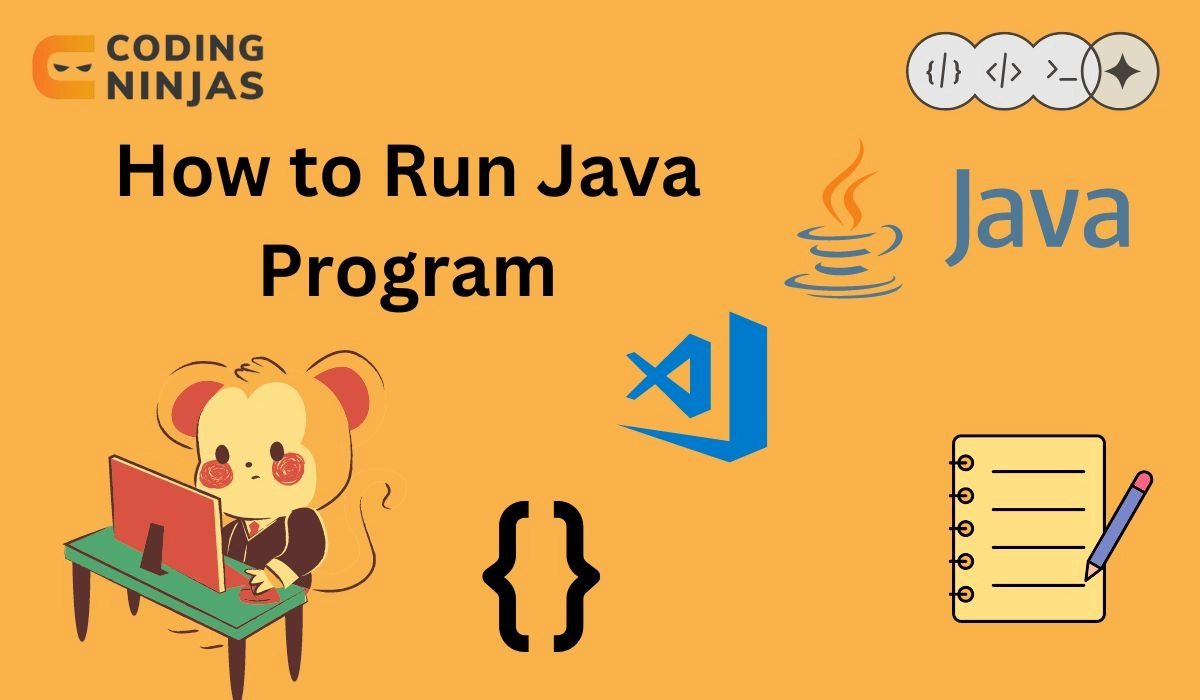 CODING
NINJAS
{/} </> >_
How to Run Java
Program
Java
{}